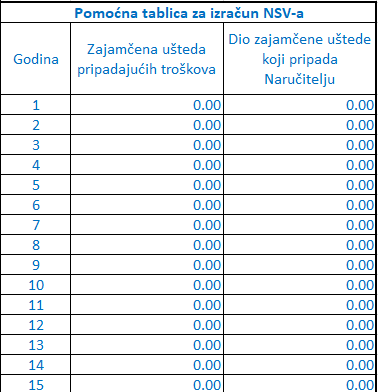 Pomoćna tablica za izračun NSV-a
Godina
Zajamčena ušteda
pripadajućih troškova
Dio zajamčene uštede
koji pripada
Naručitelju
1 0.00 0.00
2 0.00 0.00
3 0.00 0.00
4 0.00 0.00
5 0.00 0.00
6 0.00 0.00
7 0.00 0.00
8 0.00 0.00
9 0.00 0.00
10 0.00 0.00
11 0.00 0.00
12 0.00 0.00
13 0.00 0.00
14 0.00 0.00
15 0.00 0.00